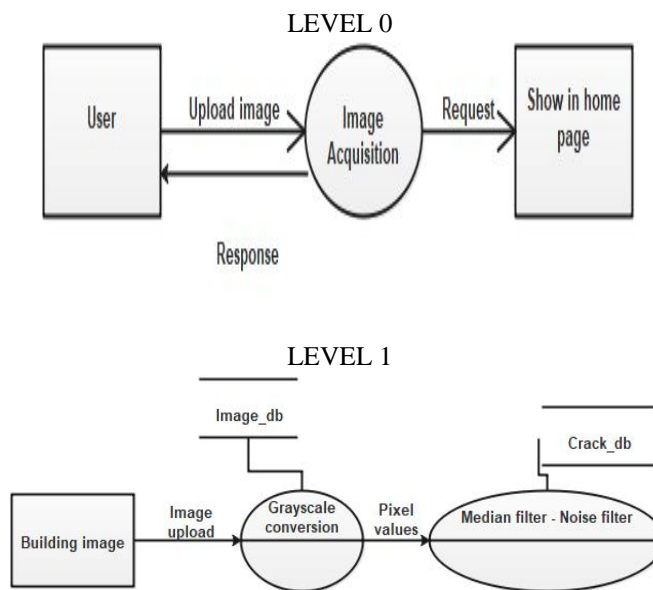 LEVEL 0
User
Upload image
Image
Acquisition
Request
Show in home
page
Response
LEVEL 1
Image_db
Crack_db
Building image
Image
upload
Grayscale
conversion
Pixel
values
Median filter - Noise filter